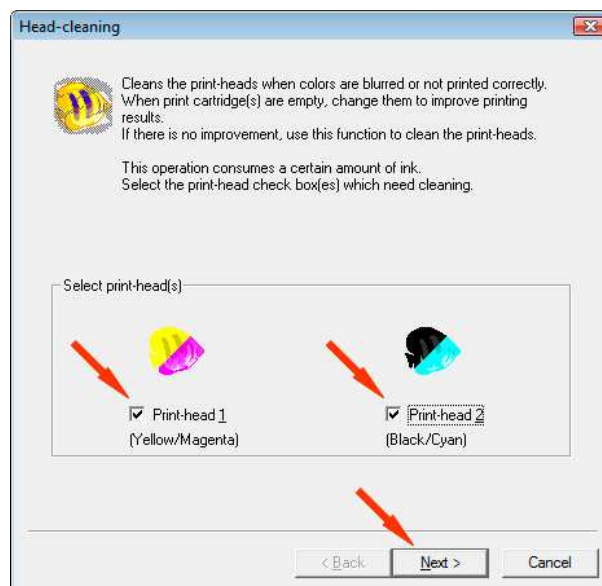 Head-cleaning
Cleans the print-heads when colors are blurred or not printed correctly.
When print cartridge(s) are empty, change them to improve printing
results.
If there is no improvement, use this function to clean the print-heads.
This operation consumes a certain amount of ink.
Select the print-head check box(es) which need cleaning.
Select print-head(s)
Print-head 1
(Yellow/Magenta)
Print-head 2
(Black/Cyan)
< Back
Next >
Cancel